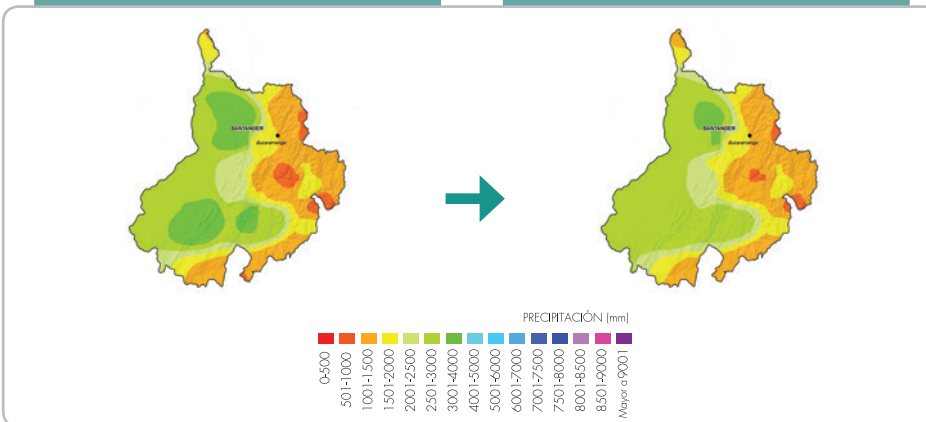 SANTANDER
Bucaramanga
SANTANDER
Bucaramanga
PRECIPITACIÓN (mm)
0-500
501-1000
1001-1500
1501-2000
2001-2500
2501-3000
3001-4000
4001-5000
5001-6000
6001-7000
7001-7500
7501-8000
8001-8500
8501-9000
Mayor a 9001